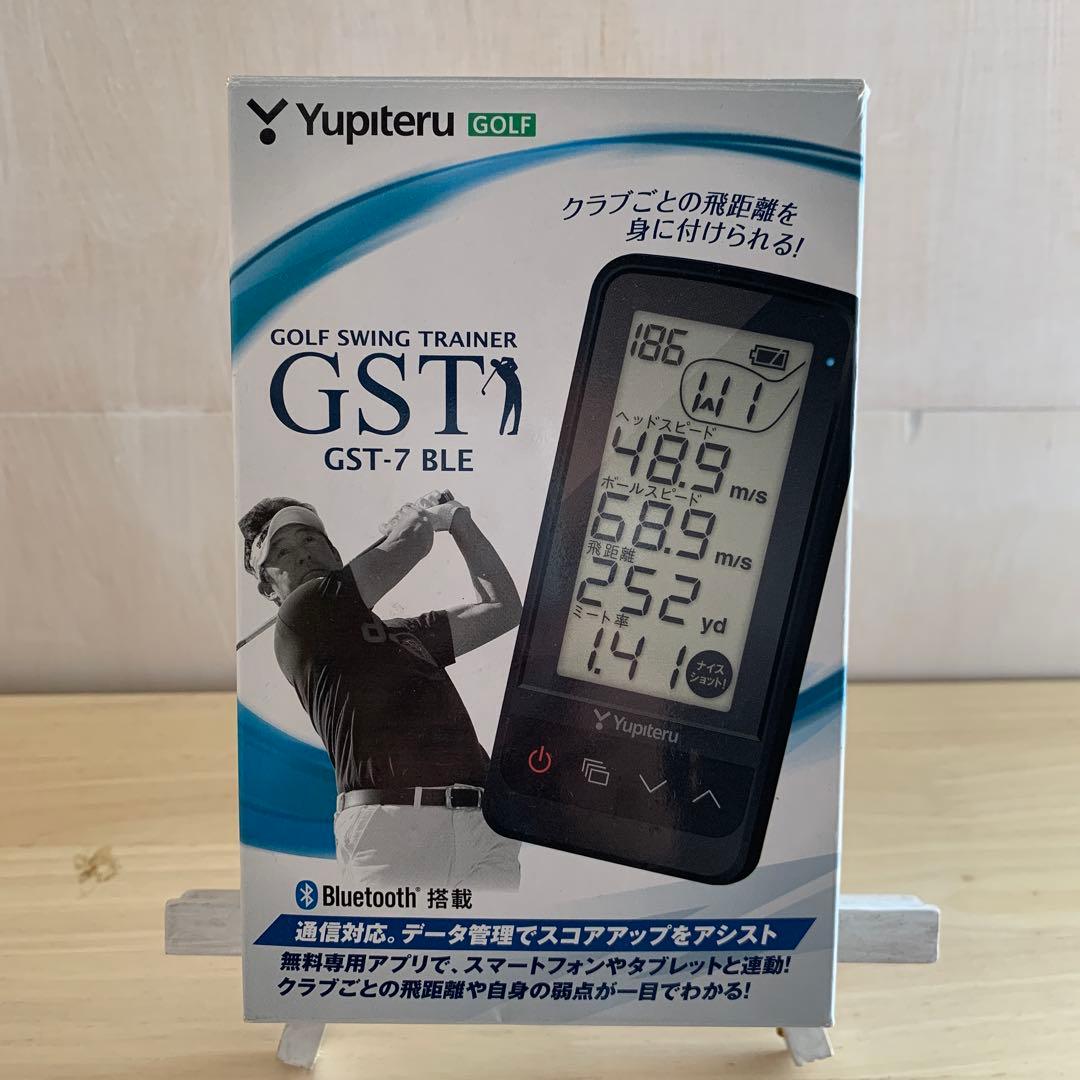 Yupiteru GOLF
クラブごとの飛距離を
身に付けられる!
GOLF SWING TRAINER
GST
GST-7 BLE
186
W1
ヘッドスピード
48.9 m/s
ボールスピード
68.9 m/s
飛距離
252 yd
ミート率
1.41
ナイス
ショット!
Yupiteru
Bluetooth® 搭載
通信対応。データ管理でスコアアップをアシスト
無料専用アプリで、スマートフォンやタブレットと連動!
クラブごとの飛距離や自身の弱点が一目でわかる!